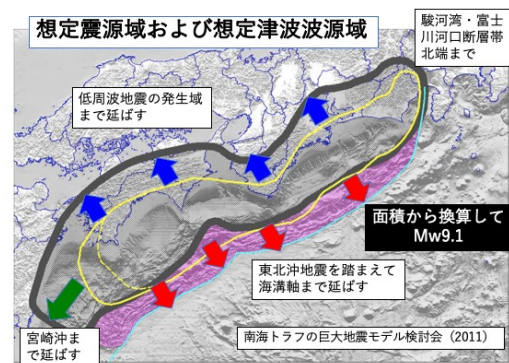 想定震源域および想定津波波源域
駿河湾・富士
川河口断層帯
北端まで
低周波地震の発生域
まで延ばす
面積から換算して
Mw9.1
東北沖地震を踏まえて
海溝軸まで延ばす
宮崎沖ま
で延ばす
南海トラフの巨大地震モデル検討会（2011）